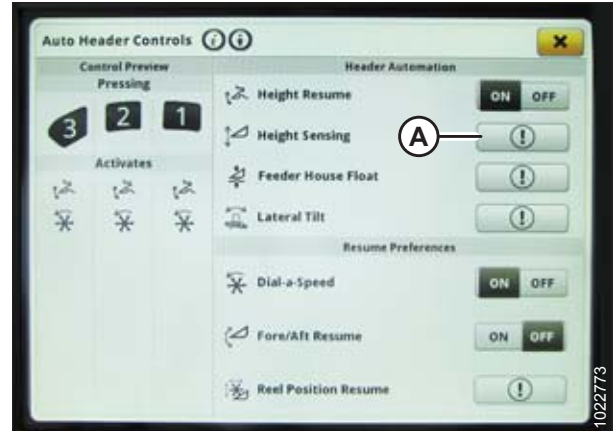 Auto Header Controls
Control Preview
Pressing
3 2 1
Activates
Header Automation
Height Resume ON OFF
Height Sensing
A
Feeder House Float
Lateral Tilt
Resume Preferences
Dial-a-Speed ON OFF
Fore/Aft Resume ON OFF
Reel Position Resume
1022773